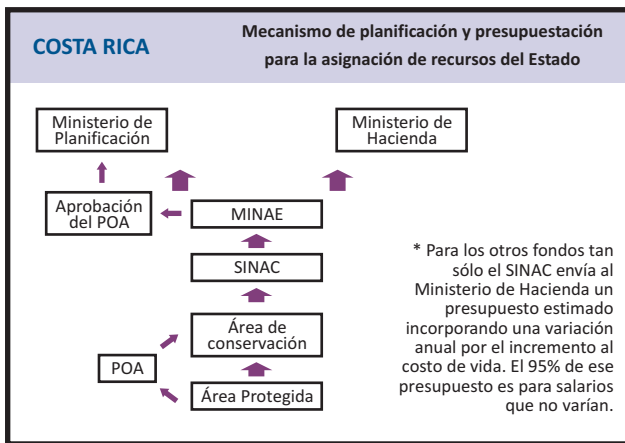 COSTA RICA
Mecanismo de planificación y presupuestación
para la asignación de recursos del Estado
Ministerio de
Planificación
Ministerio de
Hacienda
Aprobación
del POA
MINAE
SINAC
Área de
conservación
POA
Área Protegida
* Para los otros fondos tan
sólo el SINAC envía al
Ministerio de Hacienda un
presupuesto estimado
incorporando una variación
anual por el incremento al
costo de vida. El 95% de ese
presupuesto es para salarios
que no varían.